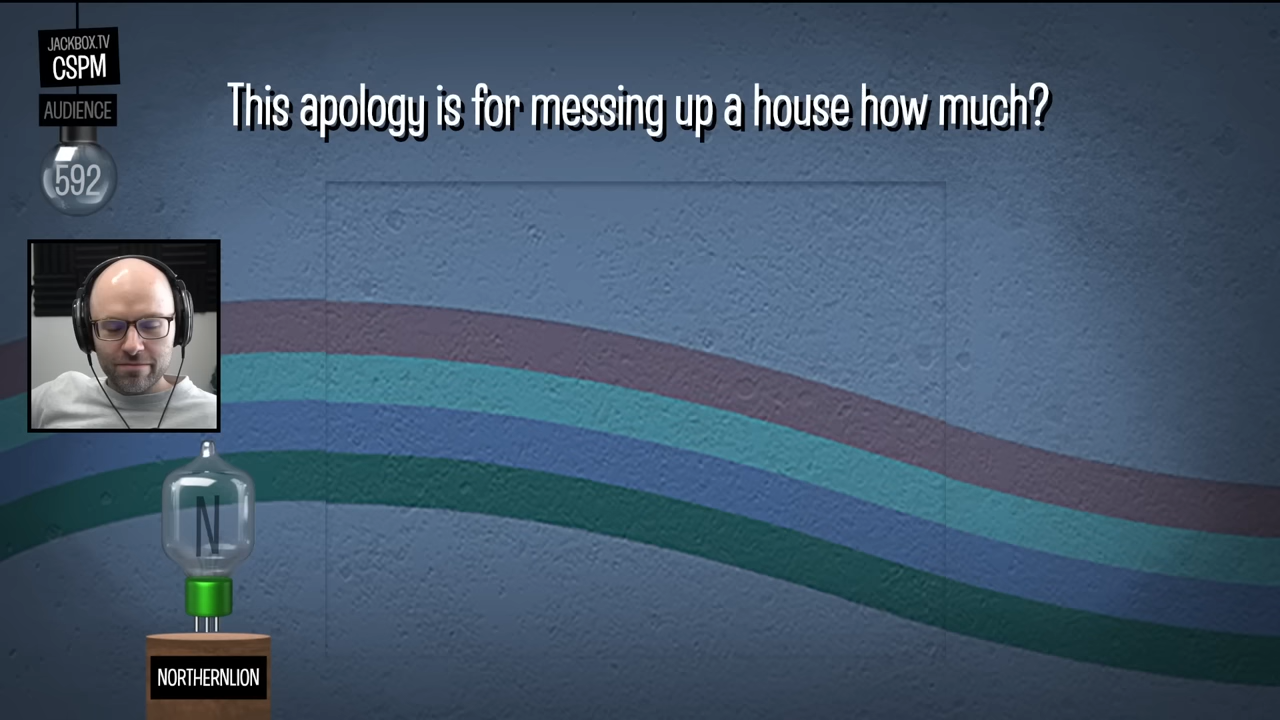 JACKBOX.TV
CSPM
AUDIENCE
592
This apology is for messing up a house how much?
N
NORTHERNLION